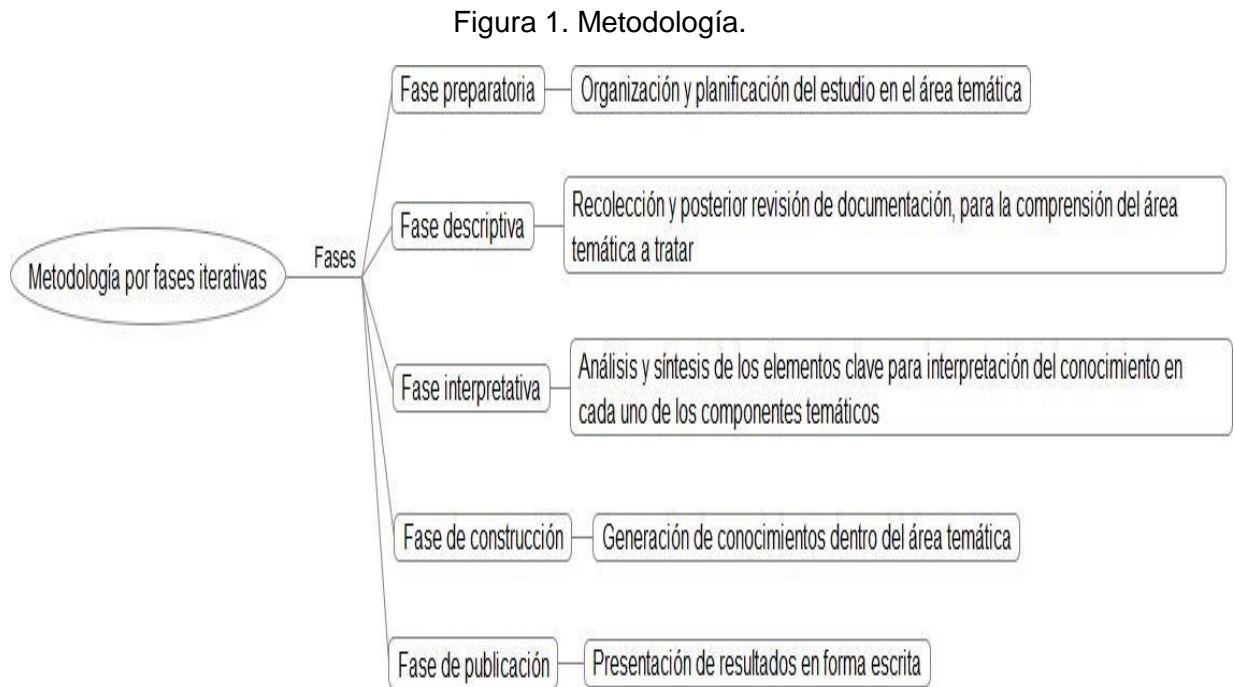 Figura 1. Metodología.
Fase preparatoria
Organización y planificación del estudio en el área temática
Fase descriptiva
Recolección y posterior revisión de documentación, para la comprensión del área
temática a tratar
Metodología por fases iterativas
Fases
Fase interpretativa
Análisis y síntesis de los elementos clave para interpretación del conocimiento en
cada uno de los componentes temáticos
Fase de construcción
Generación de conocimientos dentro del área temática
Fase de publicación
Presentación de resultados en forma escrita